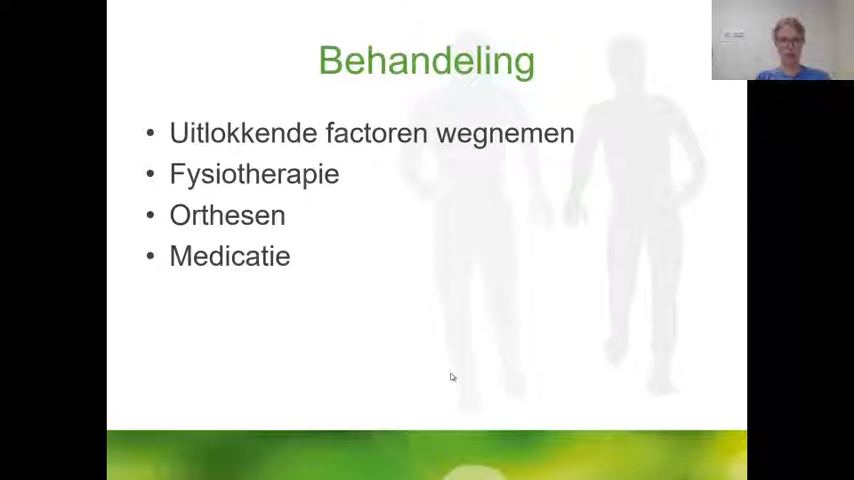 Behandeling
• Uitlokkende factoren wegnemen
• Fysiotherapie
• Orthesen
• Medicatie